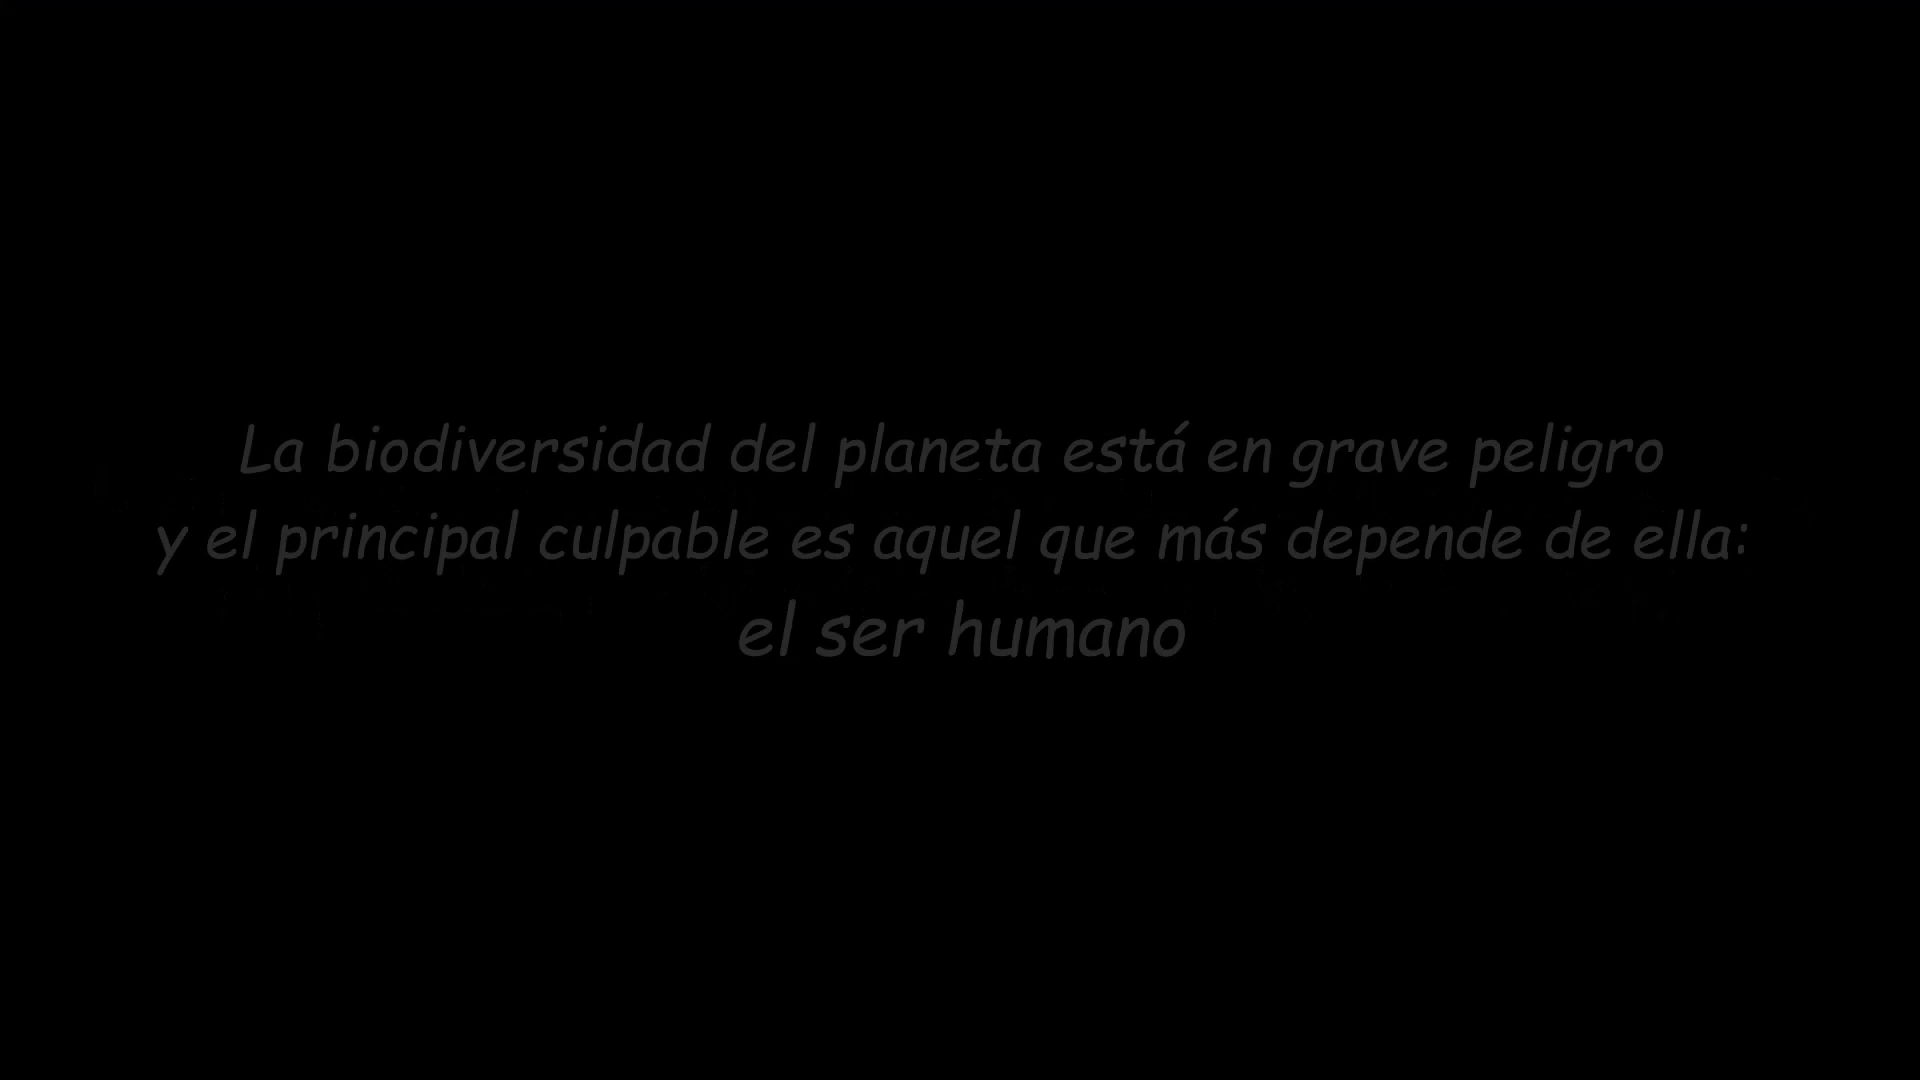 La biodiversidad del planeta está en grave peligro
y el principal culpable es aquel que más depende de ella:
el ser humano